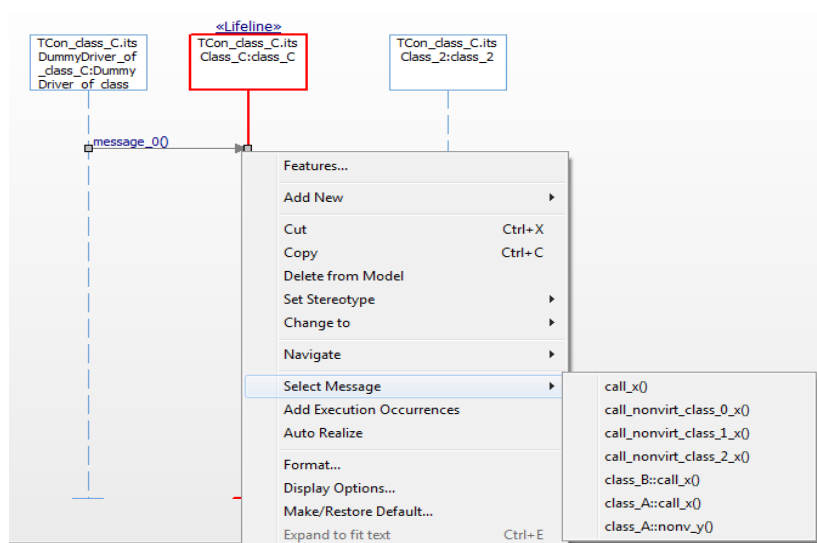 «Lifeline»
TCon_class_C.its
DummyDriver_of
_class_C:Dummy
Driver_of_class
TCon_class_C.its
Class_C:class_C
TCon_class_C.its
Class_2:class_2
message_0()
Features...
Add New
Cut Ctrl+X
Copy Ctrl+C
Delete from Model
Set Stereotype
Change to
Navigate
Select Message
Add Execution Occurrences
Auto Realize
Format...
Display Options...
Make/Restore Default...
Expand to fit text Ctrl+E
call_x()
call_nonvirt_class_0_x()
call_nonvirt_class_1_x()
call_nonvirt_class_2_x()
class_B::call_x()
class_A::call_x()
class_A::nonv_y()